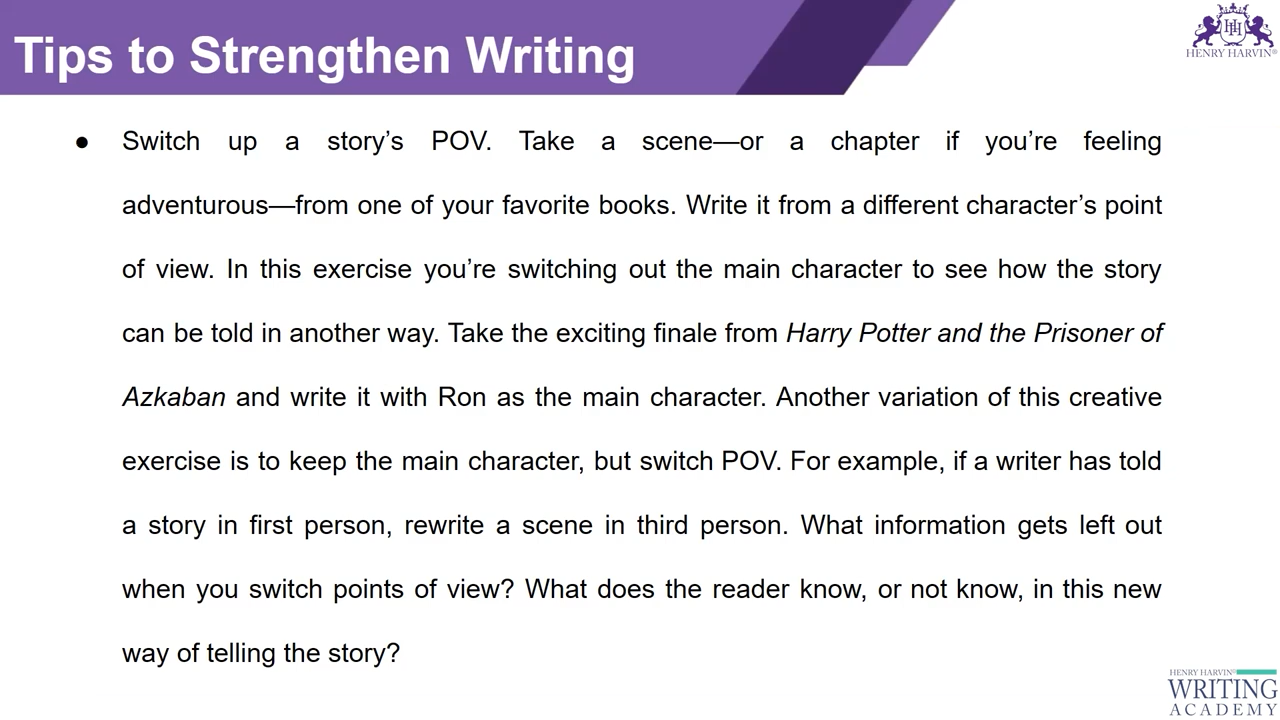 Tips to Strengthen Writing
HENRY HARVIN®
● Switch up a story’s POV. Take a scene—or a chapter if you’re feeling
adventurous—from one of your favorite books. Write it from a different character’s point
of view. In this exercise you’re switching out the main character to see how the story
can be told in another way. Take the exciting finale from Harry Potter and the Prisoner of
Azkaban and write it with Ron as the main character. Another variation of this creative
exercise is to keep the main character, but switch POV. For example, if a writer has told
a story in first person, rewrite a scene in third person. What information gets left out
when you switch points of view? What does the reader know, or not know, in this new
way of telling the story?
HENRY HARVIN®
WRITING
ACADEMY